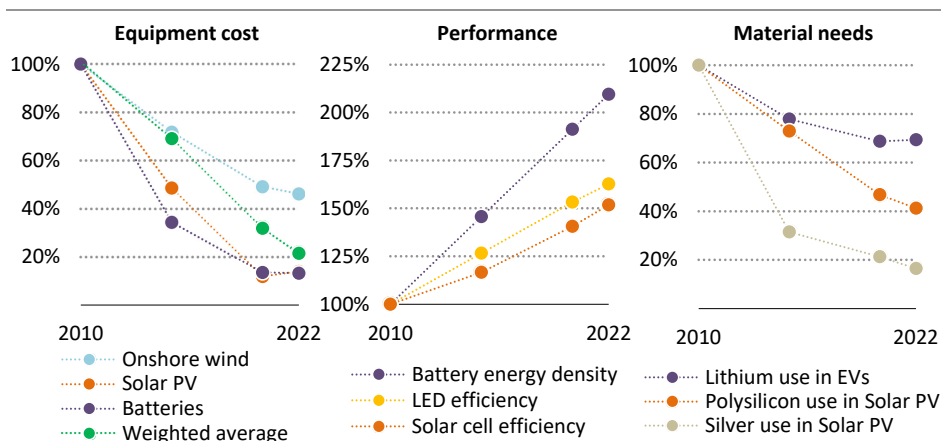 Equipment cost
100%
80%
60%
40%
20%
2010 2022
Onshore wind
Solar PV
Batteries
Weighted average
Performance
225%
200%
175%
150%
125%
100%
2010 2022
Battery energy density
LED efficiency
Solar cell efficiency
Material needs
100%
80%
60%
40%
20%
2010 2022
Lithium use in EVs
Polysilicon use in Solar PV
Silver use in Solar PV